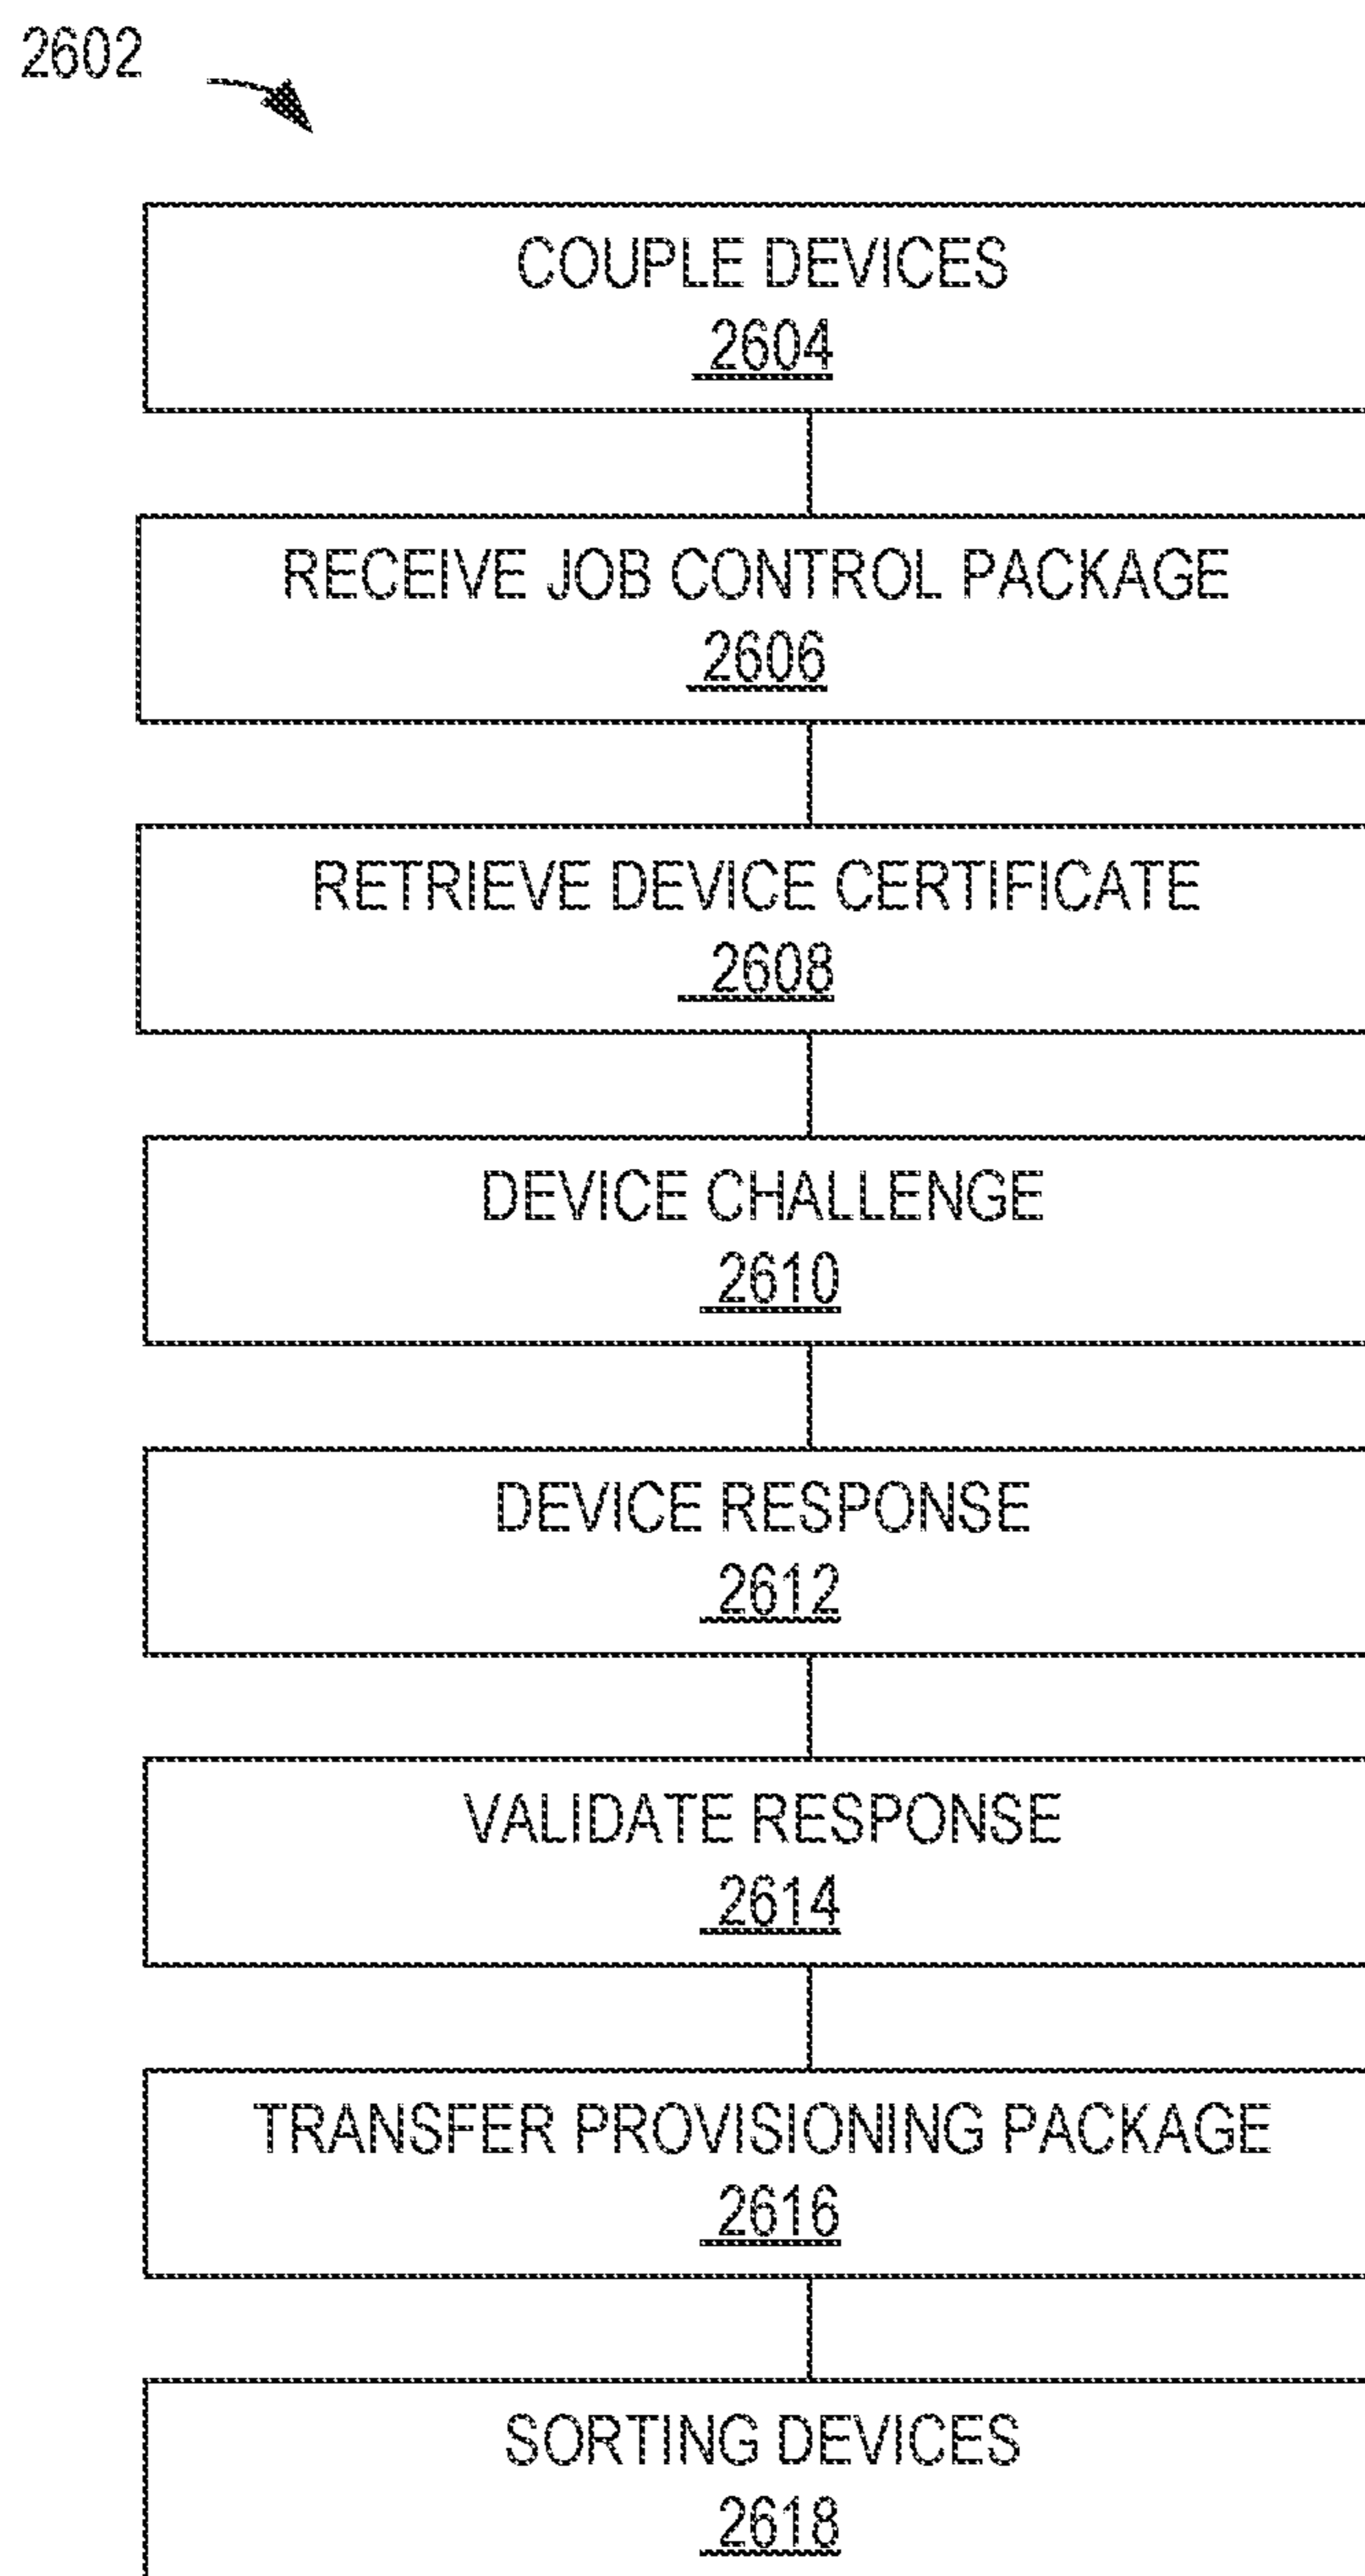 2602
COUPLE DEVICES
2604
RECEIVE JOB CONTROL PACKAGE
2606
RETRIEVE DEVICE CERTIFICATE
2608
DEVICE CHALLENGE
2610
DEVICE RESPONSE
2612
VALIDATE RESPONSE
2614
TRANSFER PROVISIONING PACKAGE
2616
SORTING DEVICES
2618